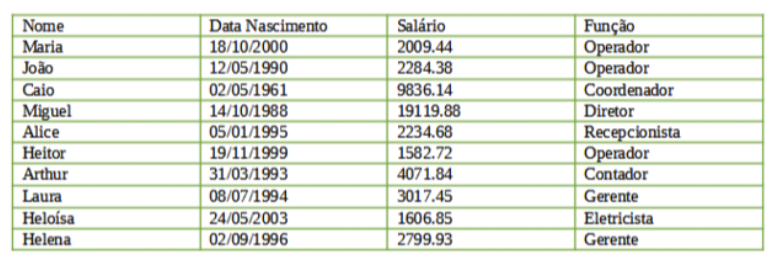 Nome Data Nascimento Salário Função
Maria 18/10/2000 2009.44 Operador
João 12/05/1990 2284.38 Operador
Caio 02/05/1961 9836.14 Coordenador
Miguel 14/10/1988 19119.88 Diretor
Alice 05/01/1995 2234.68 Recepcionista
Heitor 19/11/1999 1582.72 Operador
Arthur 31/03/1993 4071.84 Contador
Laura 08/07/1994 3017.45 Gerente
Heloísa 24/05/2003 1606.85 Eletricista
Helena 02/09/1996 2799.93 Gerente